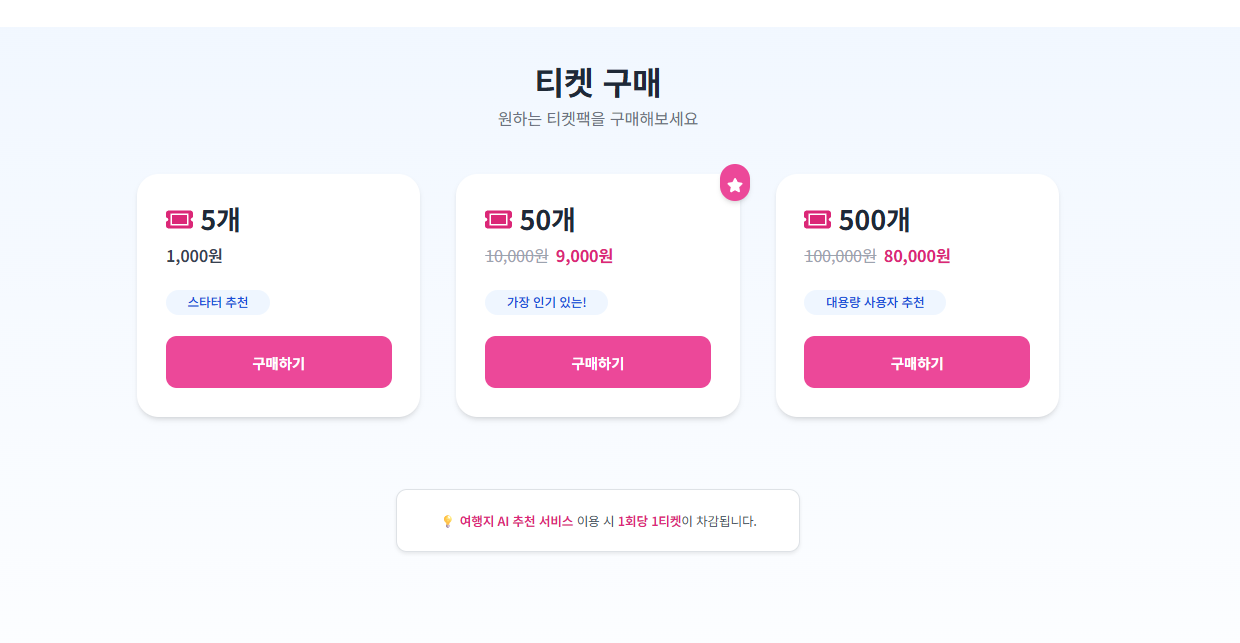 티켓 구매
원하는 티켓팩을 구매해보세요
5개
1,000원
스타터 추천
구매하기
50개
10,000원 9,000원
가장 인기 있는!
구매하기
500개
100,000원 80,000원
대용량 사용자 추천
구매하기
여행지 AI 추천 서비스 이용 시 1회당 1티켓이 차감됩니다.